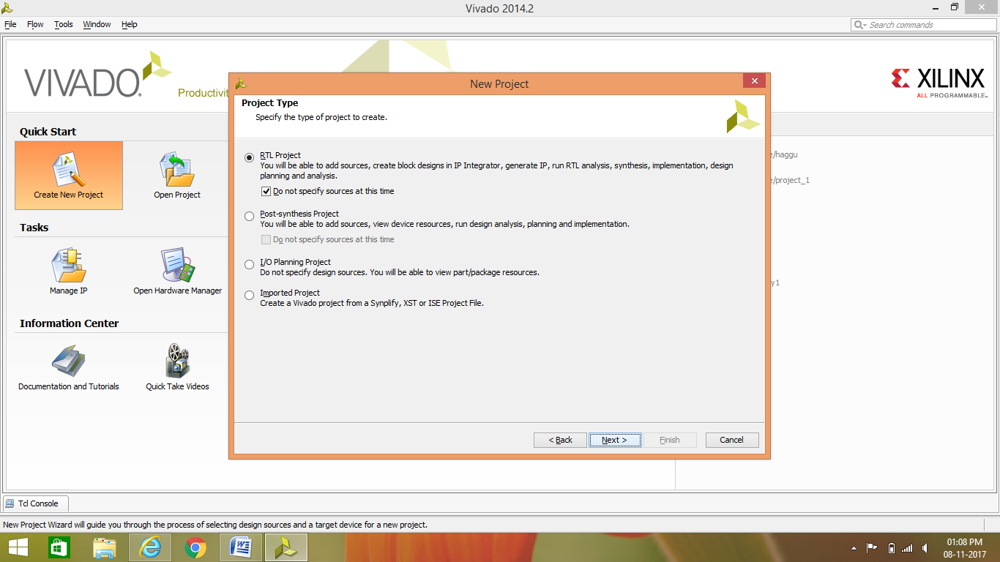 Vivado 2014.2
File Flow Tools Window Help
Search commands
VIVADO.
Productivit
XILINX
ALL PROGRAMMABLE™
Quick Start
Create New Project
Open Project
Tasks
Manage IP
Open Hardware Manager
Information Center
Documentation and Tutorials
Quick Take Videos
New Project
Project Type
Specify the type of project to create.
RTL Project
You will be able to add sources, create block designs in IP Integrator, generate IP, run RTL analysis, synthesis, implementation, design
planning and analysis.
Do not specify sources at this time
Post-synthesis Project
You will be able to add sources, view device resources, run design analysis, planning and implementation.
Do not specify sources at this time
I/O Planning Project
Do not specify design sources. You will be able to view part/package resources.
Imported Project
Create a Vivado project from a Synplify, XST or ISE Project File.
< Back Next > Finish Cancel
e/haggu
e/project_1
y1
Tcl Console
New Project Wizard will guide you through the process of selecting design sources and a target device for a new project.
01:08 PM
08-11-2017